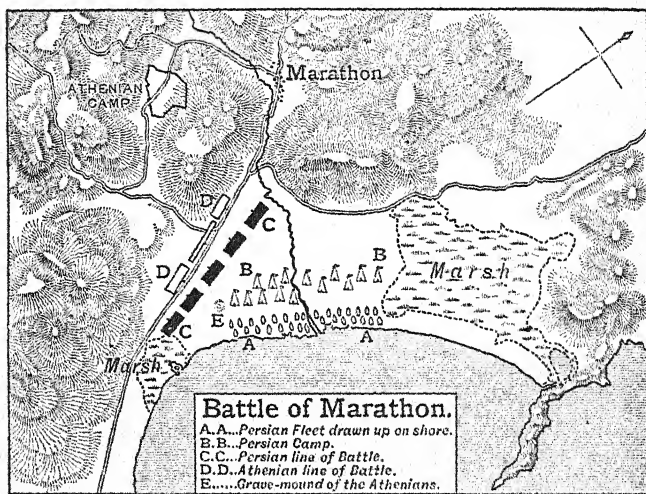 Marathon
ATHENIAN
CAMP
D
C
D
B
B
Marsh
E
C
A
A
Marsh
Battle of Marathon.
A.A...Persian Fleet drawn up on shore.
B.B...Persian Camp.
C.C...Persian line of Battle.
D.D..Athenian line of Battle.
E......Grave-mound of the Athenians.